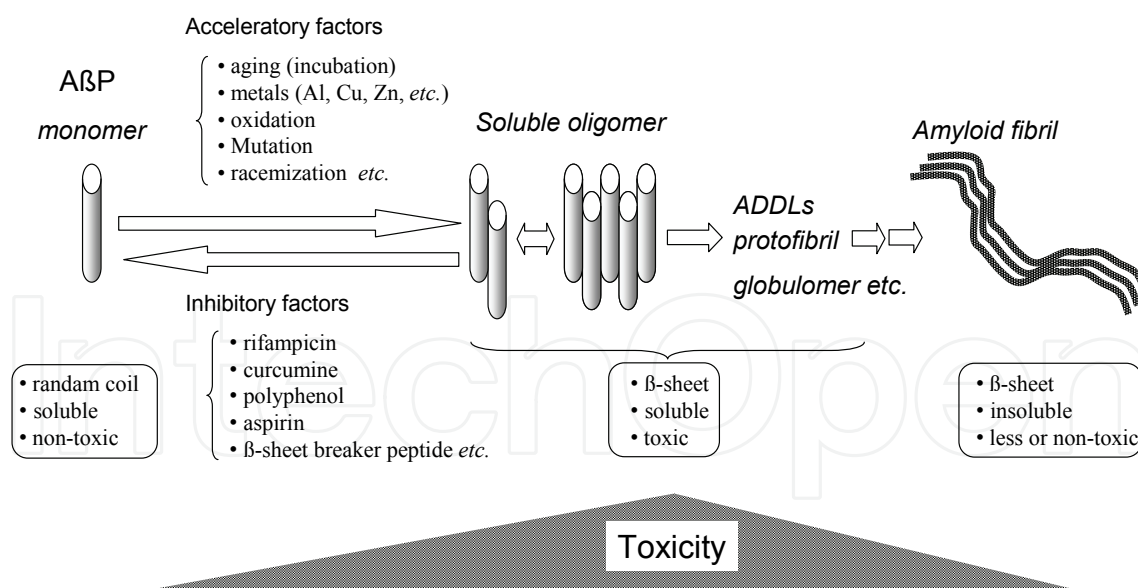 Acceleratory factors
• aging (incubation)
• metals (Al, Cu, Zn, etc.)
• oxidation
• Mutation
• racemization etc.
AßP
monomer
Soluble oligomer
Amyloid fibril
ADDLs
protofibril
globulomer etc.
Inhibitory factors
• rifampicin
• curcumine
• polyphenol
• aspirin
• ß-sheet breaker peptide etc.
• randam coil
• soluble
• non-toxic
• ß-sheet
• soluble
• toxic
• ß-sheet
• insoluble
• less or non-toxic
IntechOpen
Toxicity